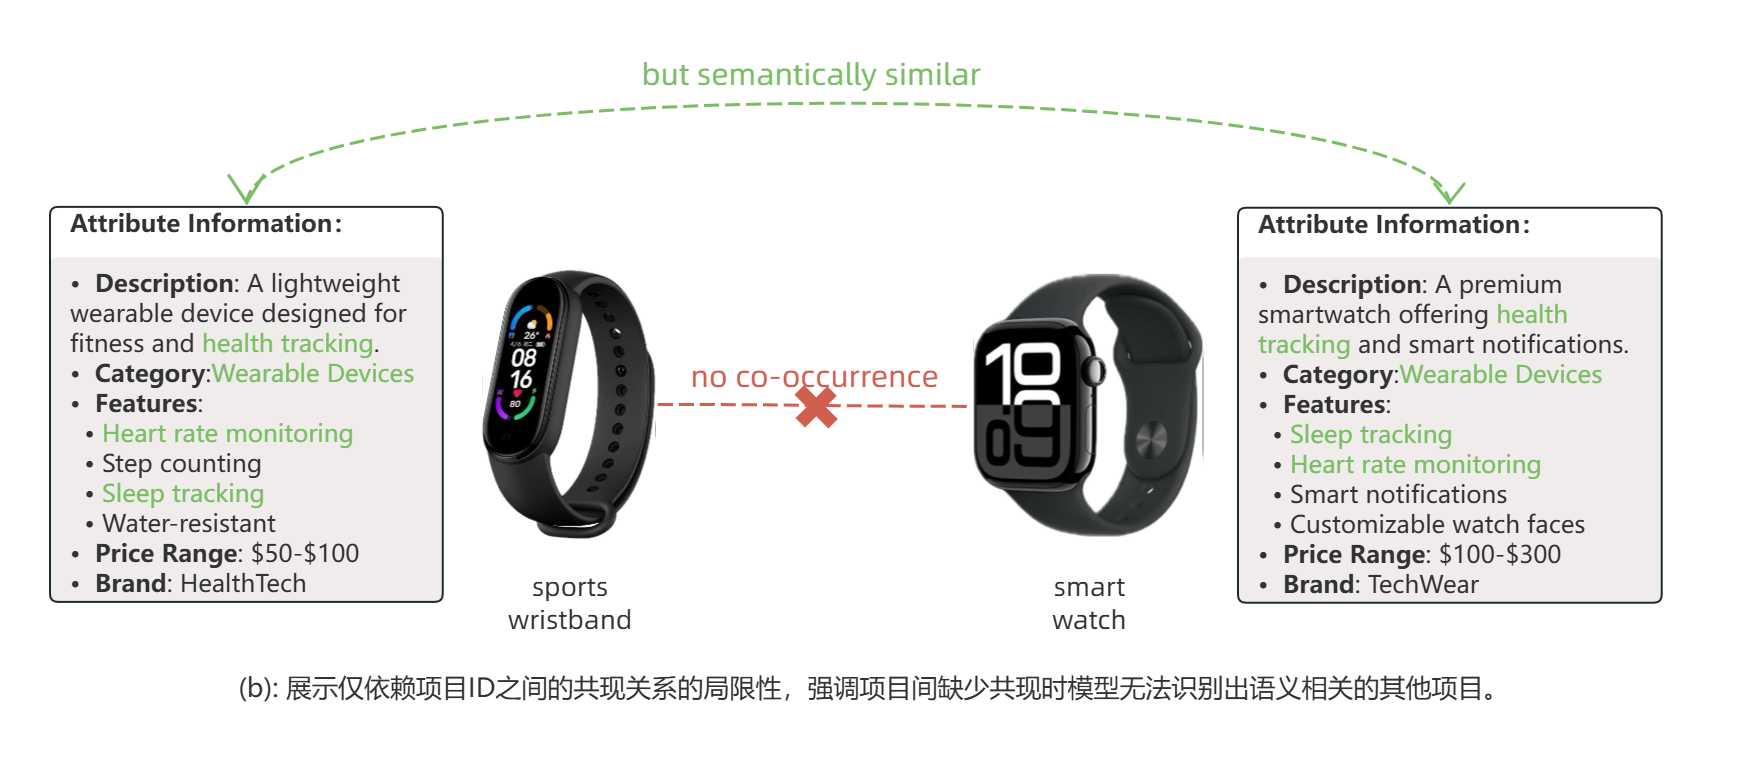 but semantically similar
Attribute Information：
• Description: A lightweight
wearable device designed for
fitness and health tracking.
• Category:Wearable Devices
• Features:
• Heart rate monitoring
• Step counting
• Sleep tracking
• Water-resistant
• Price Range: $50-$100
• Brand: HealthTech
26°
08
16
80
sports
wristband
no co-occurrence
10
09
smart
watch
Attribute Information：
• Description: A premium
smartwatch offering health
tracking and smart notifications.
• Category:Wearable Devices
• Features:
• Sleep tracking
• Heart rate monitoring
• Smart notifications
• Customizable watch faces
• Price Range: $100-$300
• Brand: TechWear
(b): 展示仅依赖项目ID之间的共现关系的局限性，强调项目间缺少共现时模型无法识别出语义相关的其他项目。